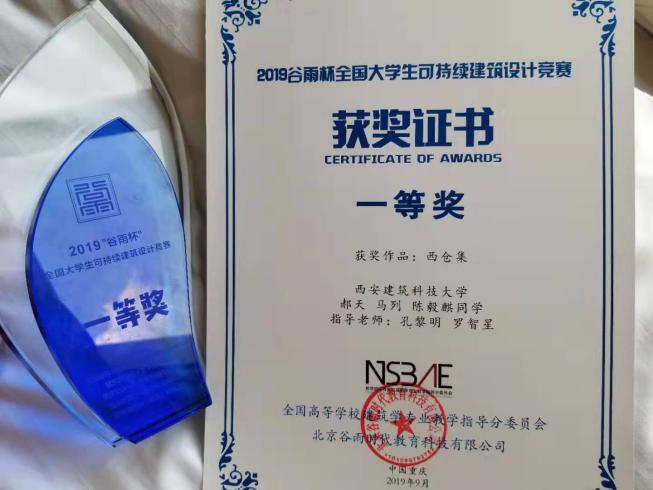 谷雨
2019"谷雨杯"
全国大学生可持续建筑设计竞赛
一等奖
2019谷雨杯全国大学生可持续建筑设计竞赛
获奖证书
CERTIFICATE OF AWARDS
一等奖
获奖作品：西仓集
西安建筑科技大学
郝天 马列 陈毅麒同学
指导老师：孔黎明 罗智星
NSBAE
全国高等学校建筑学专业教学指导分委员会
北京谷雨时代教育科技有限公司
中国重庆
2019年9月